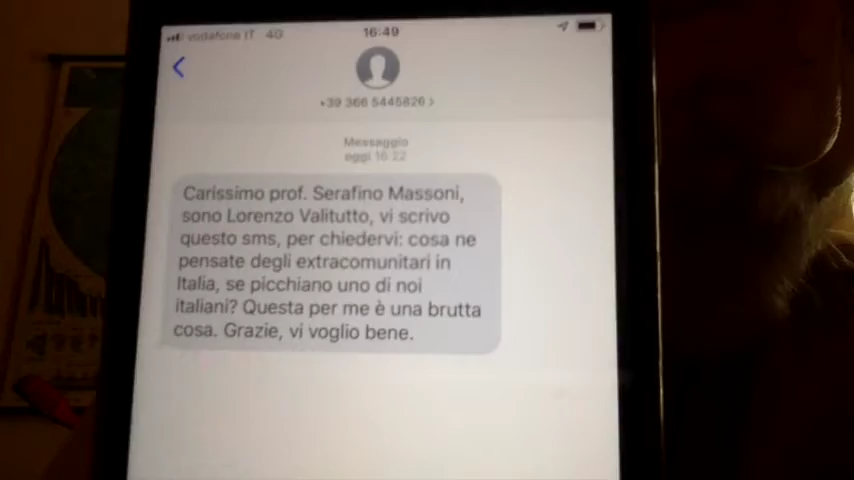 vodafone IT 4G
16:49
+39 366 5445826 >
Messaggio
oggi 16:22
Carissimo prof. Serafino Massoni,
sono Lorenzo Valitutto, vi scrivo
questo sms, per chiedervi: cosa ne
pensate degli extracomunitari in
Italia, se picchiano uno di noi
italiani? Questa per me è una brutta
cosa. Grazie, vi voglio bene.